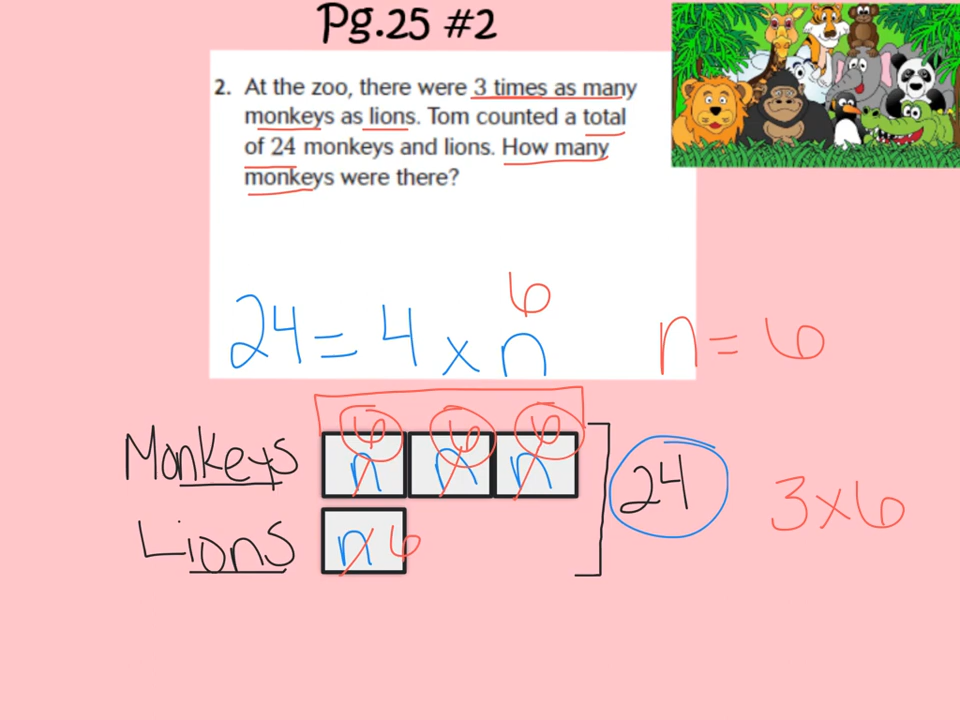 Pg.25 #2
2. At the zoo, there were 3 times as many
monkeys as lions. Tom counted a total
of 24 monkeys and lions. How many
monkeys were there?
6
24 = 4 x n
n = 6
6 6 6
Monkeys n n n
24
3x6
Lions n 6